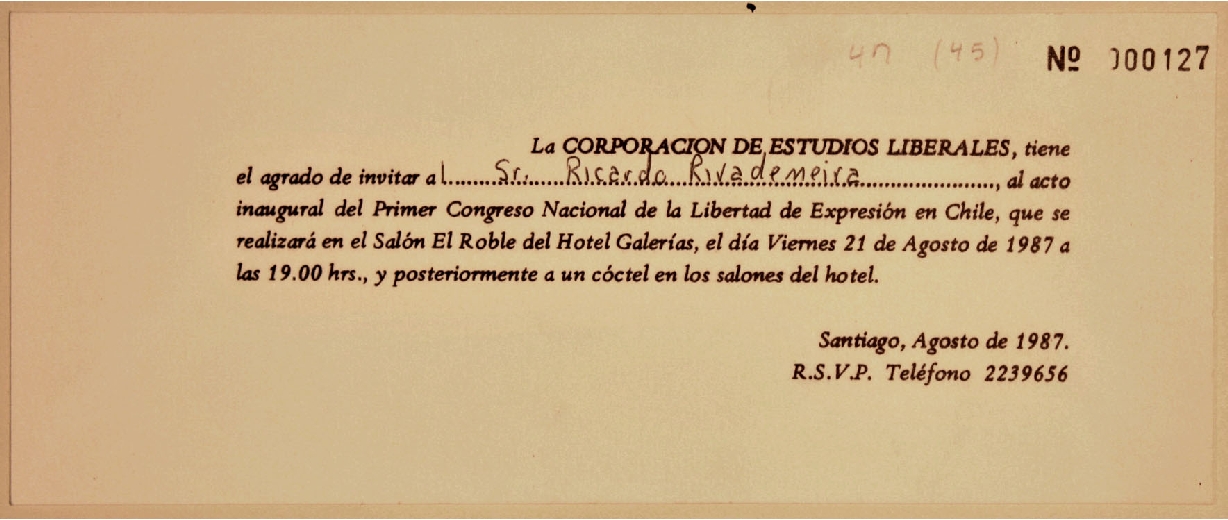 47 (45) Nº 000127
La CORPORACION DE ESTUDIOS LIBERALES, tiene
el agrado de invitar al Sr. Ricardo Rivademeira, al acto
inaugural del Primer Congreso Nacional de la Libertad de Expresión en Chile, que se
realizará en el Salón El Roble del Hotel Galerías, el día Viernes 21 de Agosto de 1987 a
las 19.00 hrs., y posteriormente a un cóctel en los salones del hotel.
Santiago, Agosto de 1987.
R.S.V.P. Teléfono 2239656